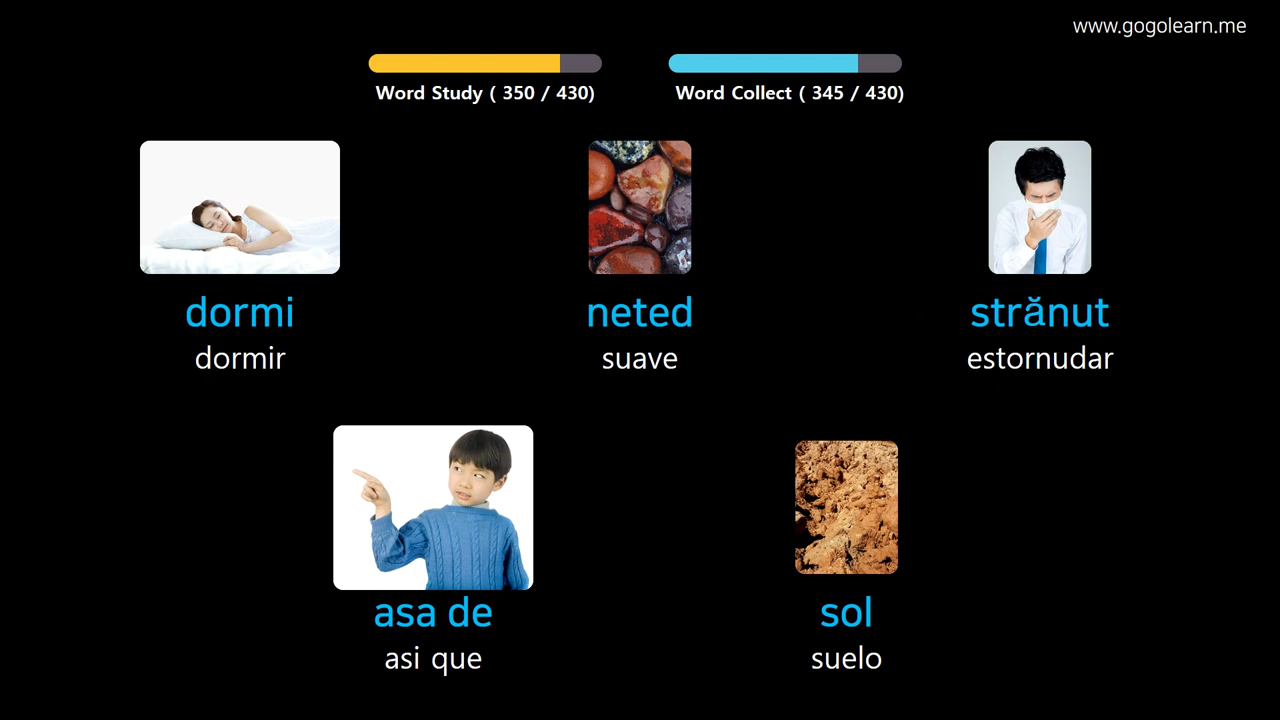 www.gogolearn.me
Word Study ( 350 / 430)
Word Collect ( 345 / 430)
dormi
dormir
neted
suave
strănut
estornudar
asa de
asi que
sol
suelo